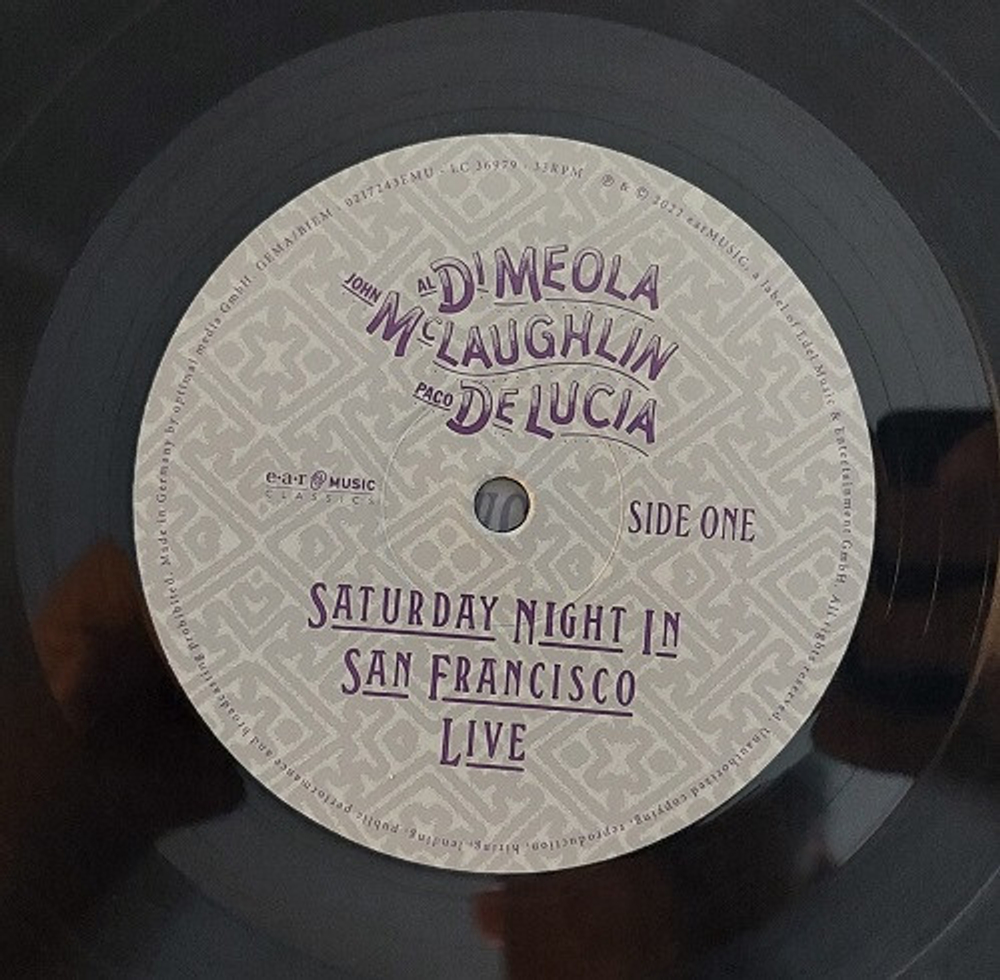 AL DI MEOLA
JOHN MCLAUGHLIN
PACO DE LUCIA
e·a·r MUSIC
CLASSICS
SIDE ONE
SATURDAY NIGHT IN
SAN FRANCISCO
LIVE
℗ & © 2022 earMUSIC, a label of Edel Music & Entertainment GmbH. All rights reserved. Unauthorized copying, reproduction, hiring, lending, public performance and broadcasting prohibited. Made in Germany by optimal media GmbH. GEMA/BIEM · 0217243EMU · LC 36979 · 33RPM